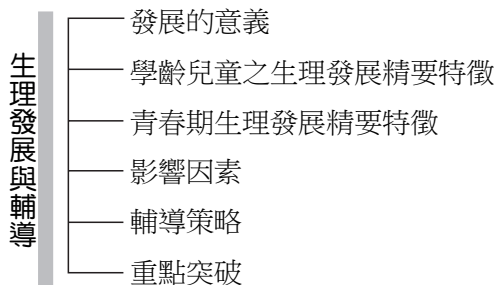 生理發展與輔導
發展的意義
學齡兒童之生理發展精要特徵
青春期生理發展精要特徵
影響因素
輔導策略
重點突破